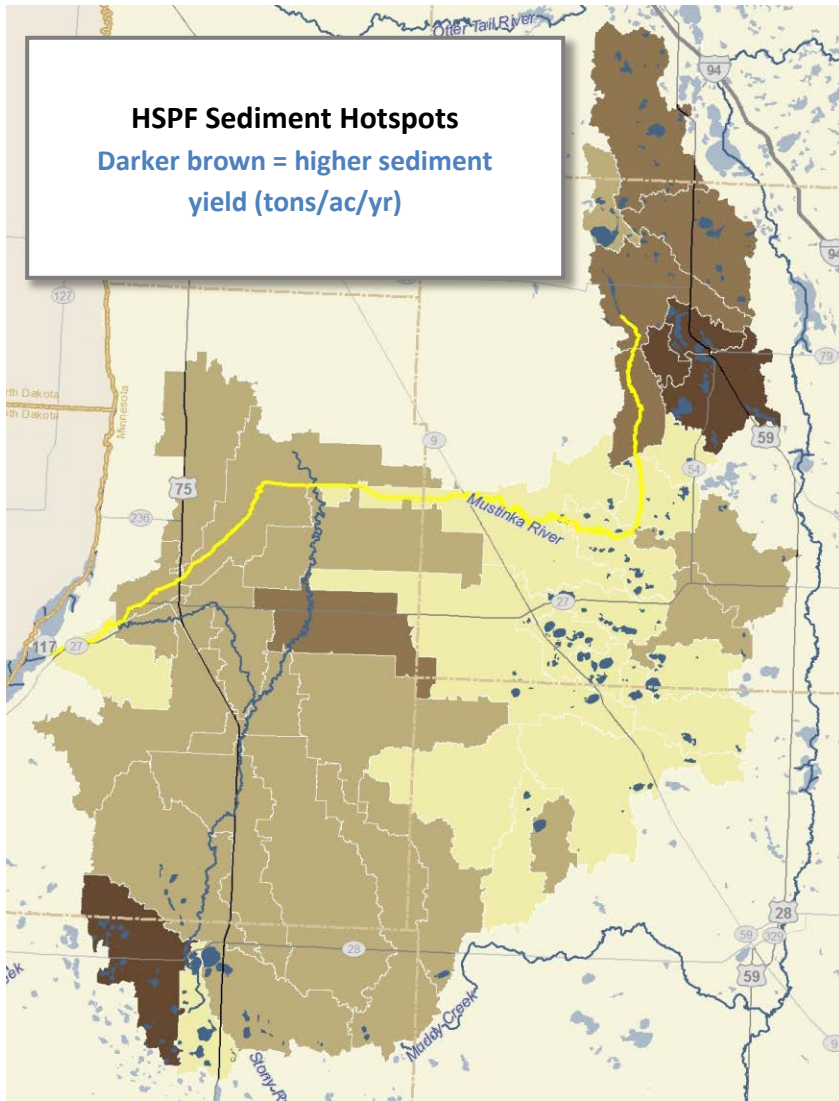 Otter Tail River
94
HSPF Sediment Hotspots
Darker brown = higher sediment
yield (tons/ac/yr)
94
127
79
North Dakota
South Dakota
Minnesota
59
9
54
75
Mustinka River
236
27
117
27
28
59
329
28
59
Muddy Creek
9